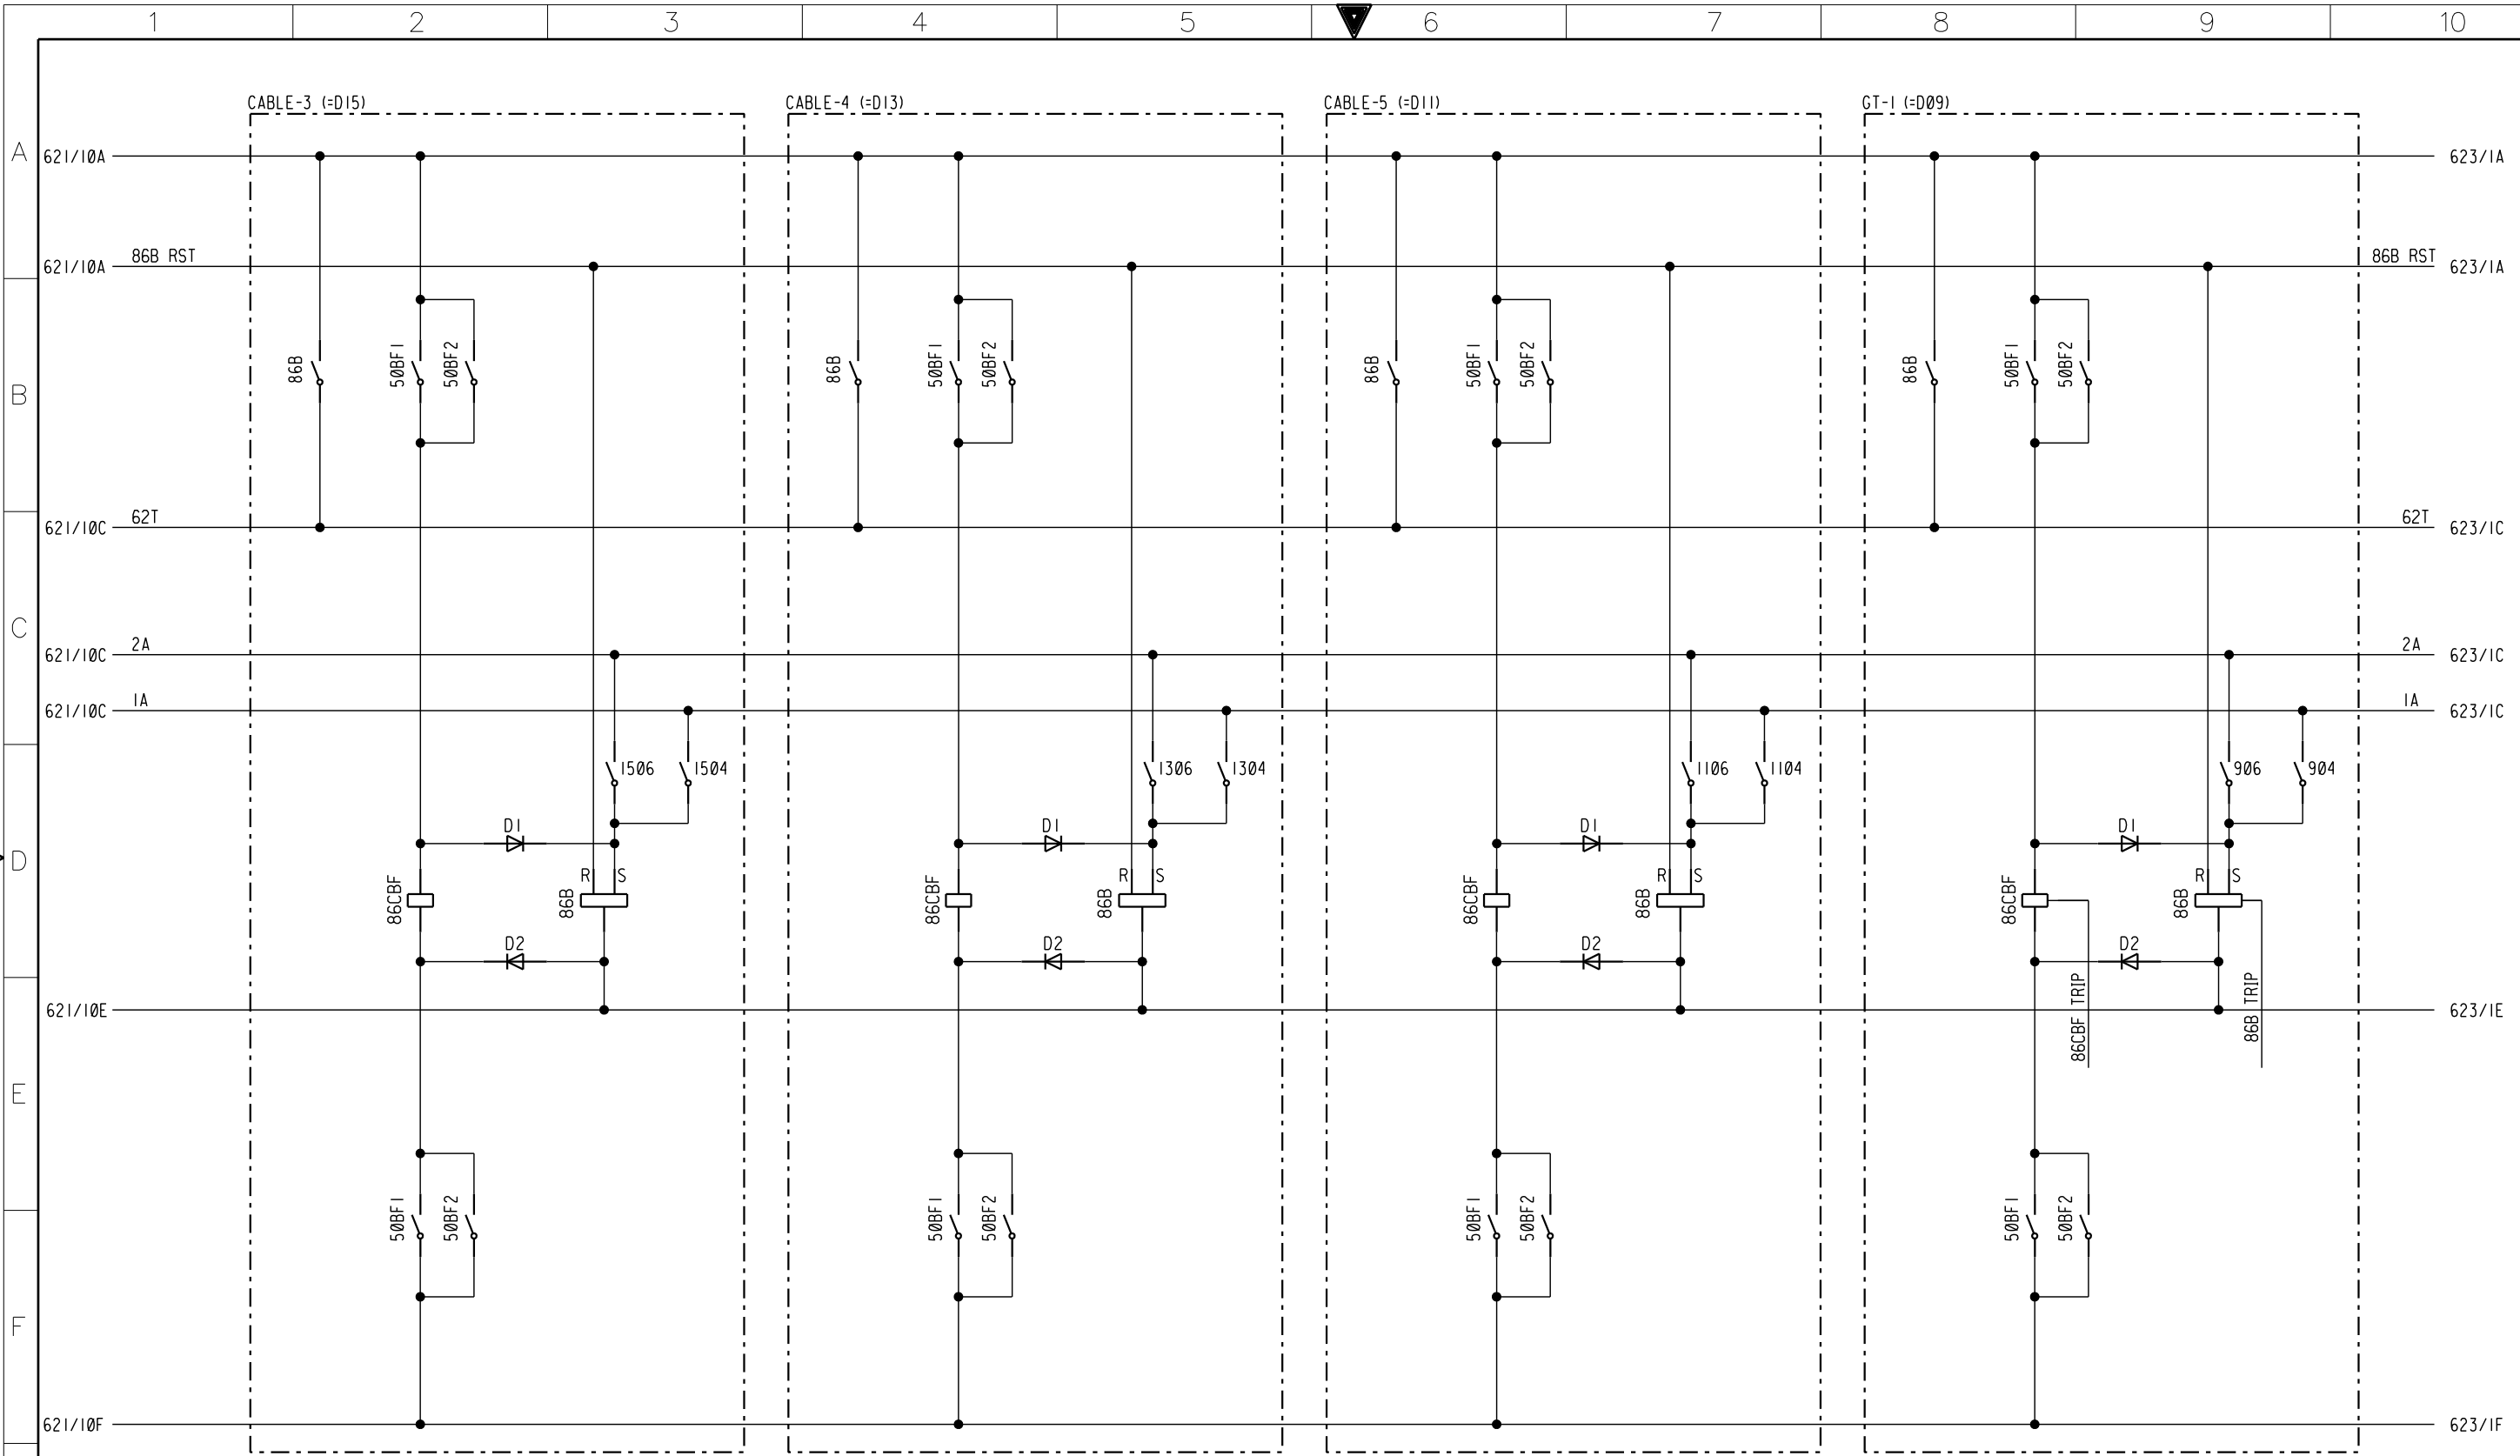 1 2 3 4 5 6 7 8 9 10
CABLE-3 (=D15) CABLE-4 (=D13) CABLE-5 (=D11) GT-1 (=D09)
A 621/10A 623/1A
621/10A 86B RST 86B RST 623/1A
B 86B 50BF1 50BF2 86B 50BF1 50BF2 86B 50BF1 50BF2 86B 50BF1 50BF2
621/10C 62T 62T 623/1C
C
621/10C 2A 2A 623/1C
621/10C 1A 1A 623/1C
1506 1504 1306 1304 1106 1104 906 904
D1 D1 D1 D1
D
R S R S R S R S
86CBF 86B 86CBF 86B 86CBF 86B 86CBF 86B
D2 D2 D2 D2
86CBF TRIP 86B TRIP
621/10E 623/1E
E
50BF1 50BF2 50BF1 50BF2 50BF1 50BF2 50BF1 50BF2
F
621/10F 623/1F